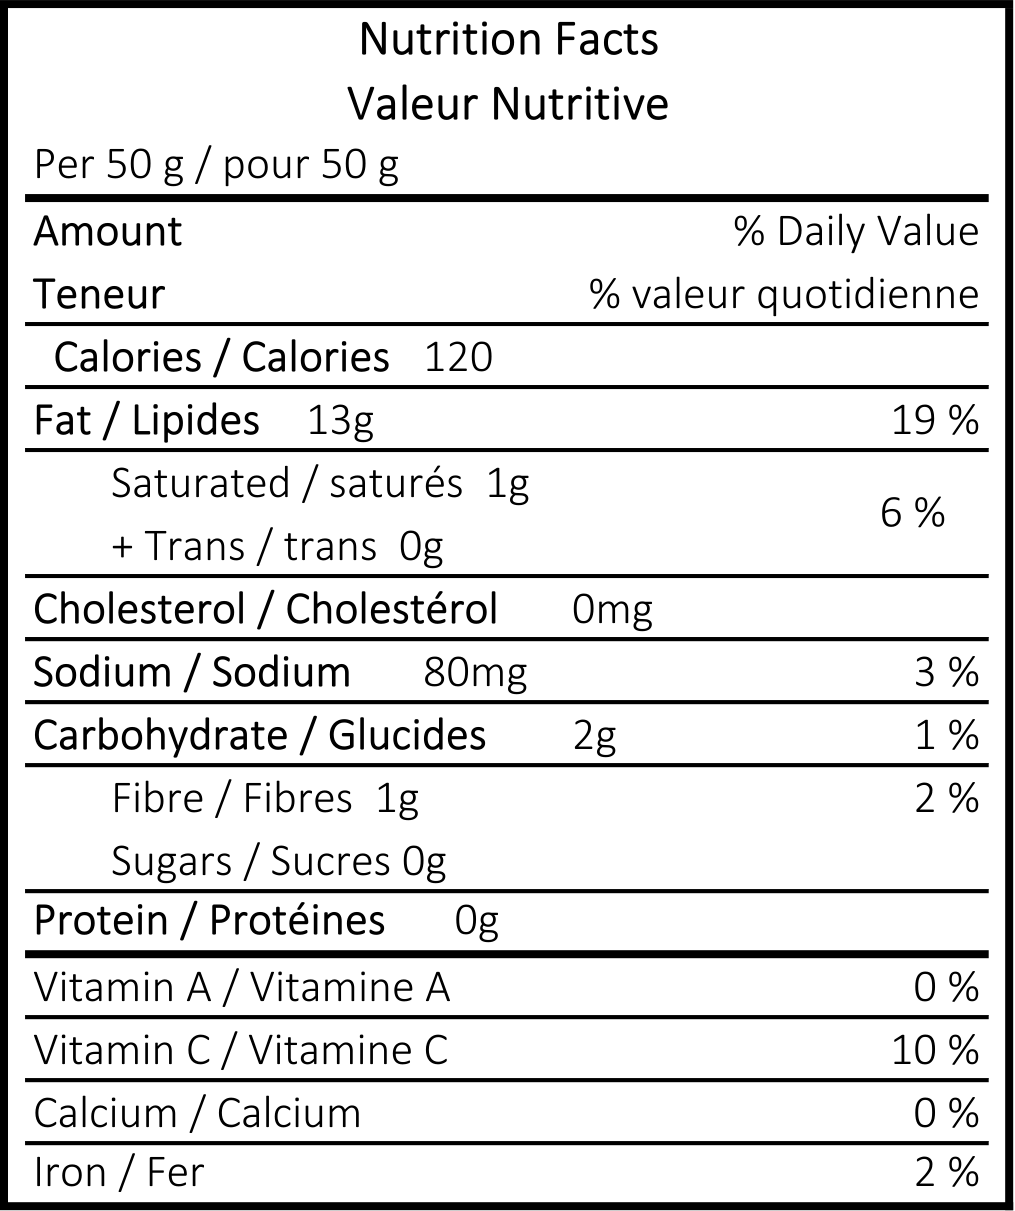 Nutrition Facts
Valeur Nutritive
Per 50 g / pour 50 g
Amount % Daily Value
Teneur % valeur quotidienne
Calories / Calories 120
Fat / Lipides 13g 19 %
Saturated / saturés 1g
6 %
+ Trans / trans 0g
Cholesterol / Cholestérol 0mg
Sodium / Sodium 80mg 3 %
Carbohydrate / Glucides 2g 1 %
Fibre / Fibres 1g 2 %
Sugars / Sucres 0g
Protein / Protéines 0g
Vitamin A / Vitamine A 0 %
Vitamin C / Vitamine C 10 %
Calcium / Calcium 0 %
Iron / Fer 2 %